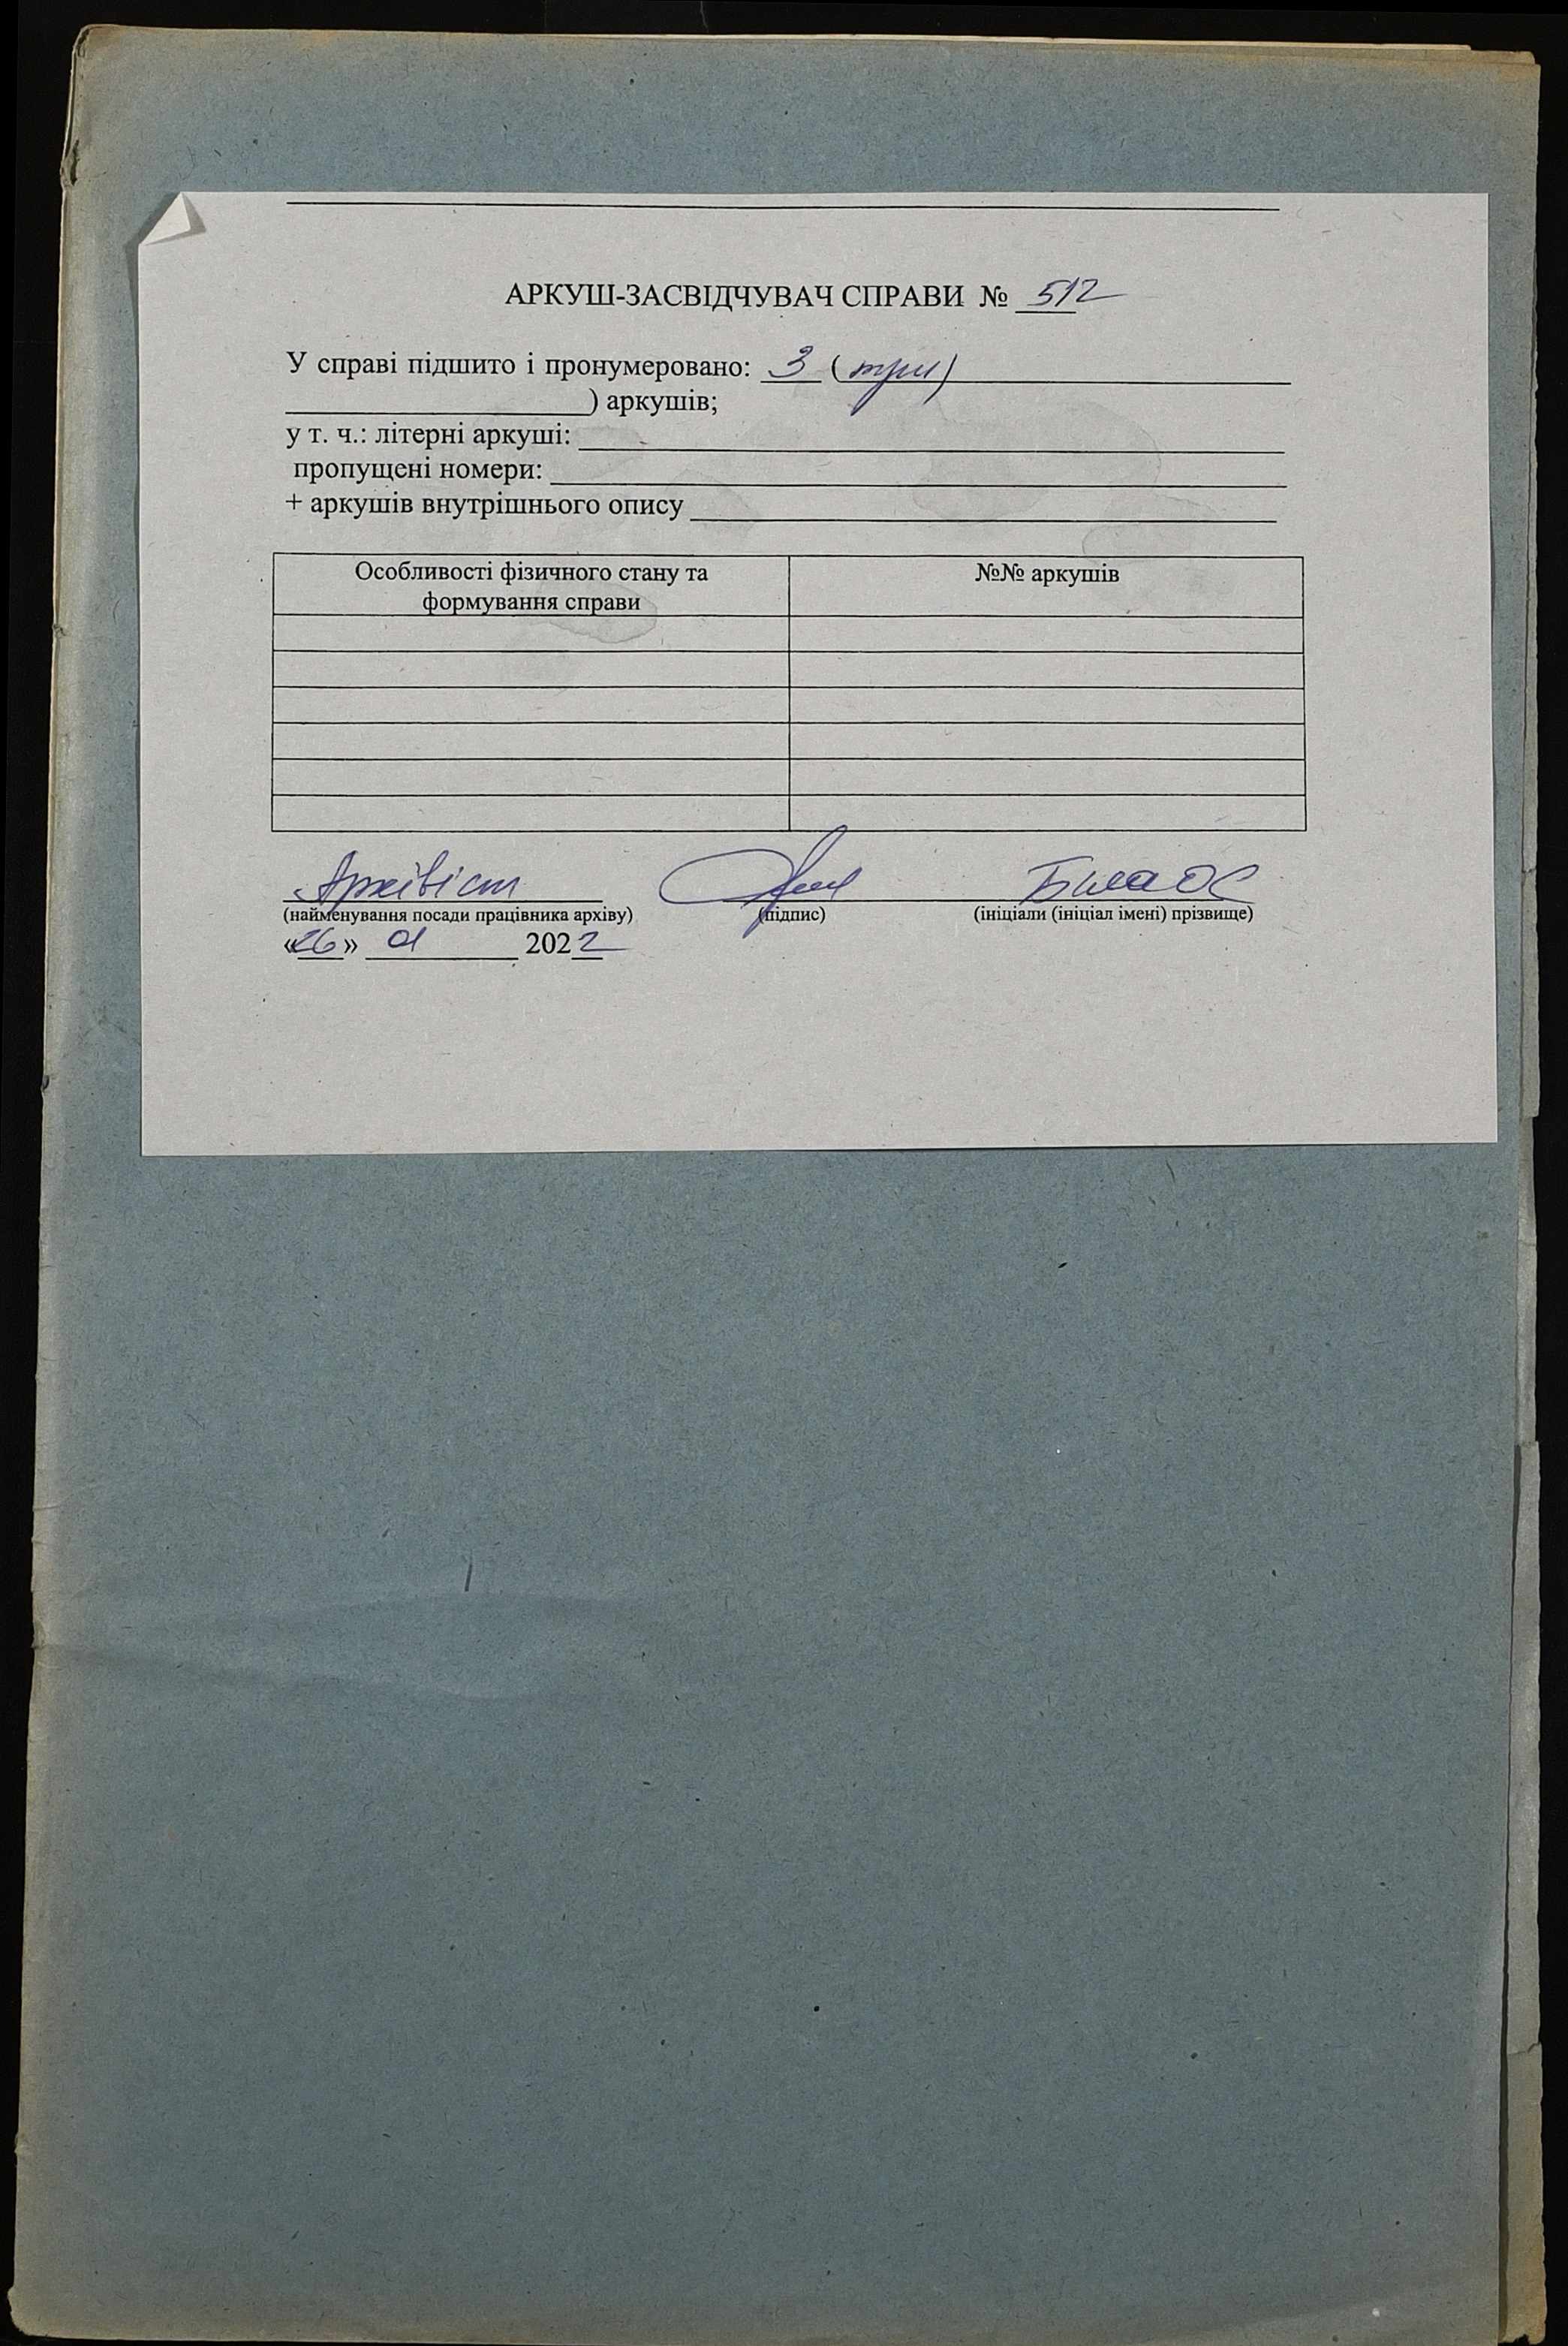 АРКУШ-ЗАСВІДЧУВАЧ СПРАВИ № 512
У справі підшито і пронумеровано: 3 (три)
) аркушів;
у т. ч.: літерні аркуші:
пропущені номери:
+ аркушів внутрішнього опису
Особливості фізичного стану та формування справи №№ аркушів
Архівіст
(найменування посади працівника архіву) (підпис) (ініціали (ініціал імені) прізвище)
«26» 01 2022